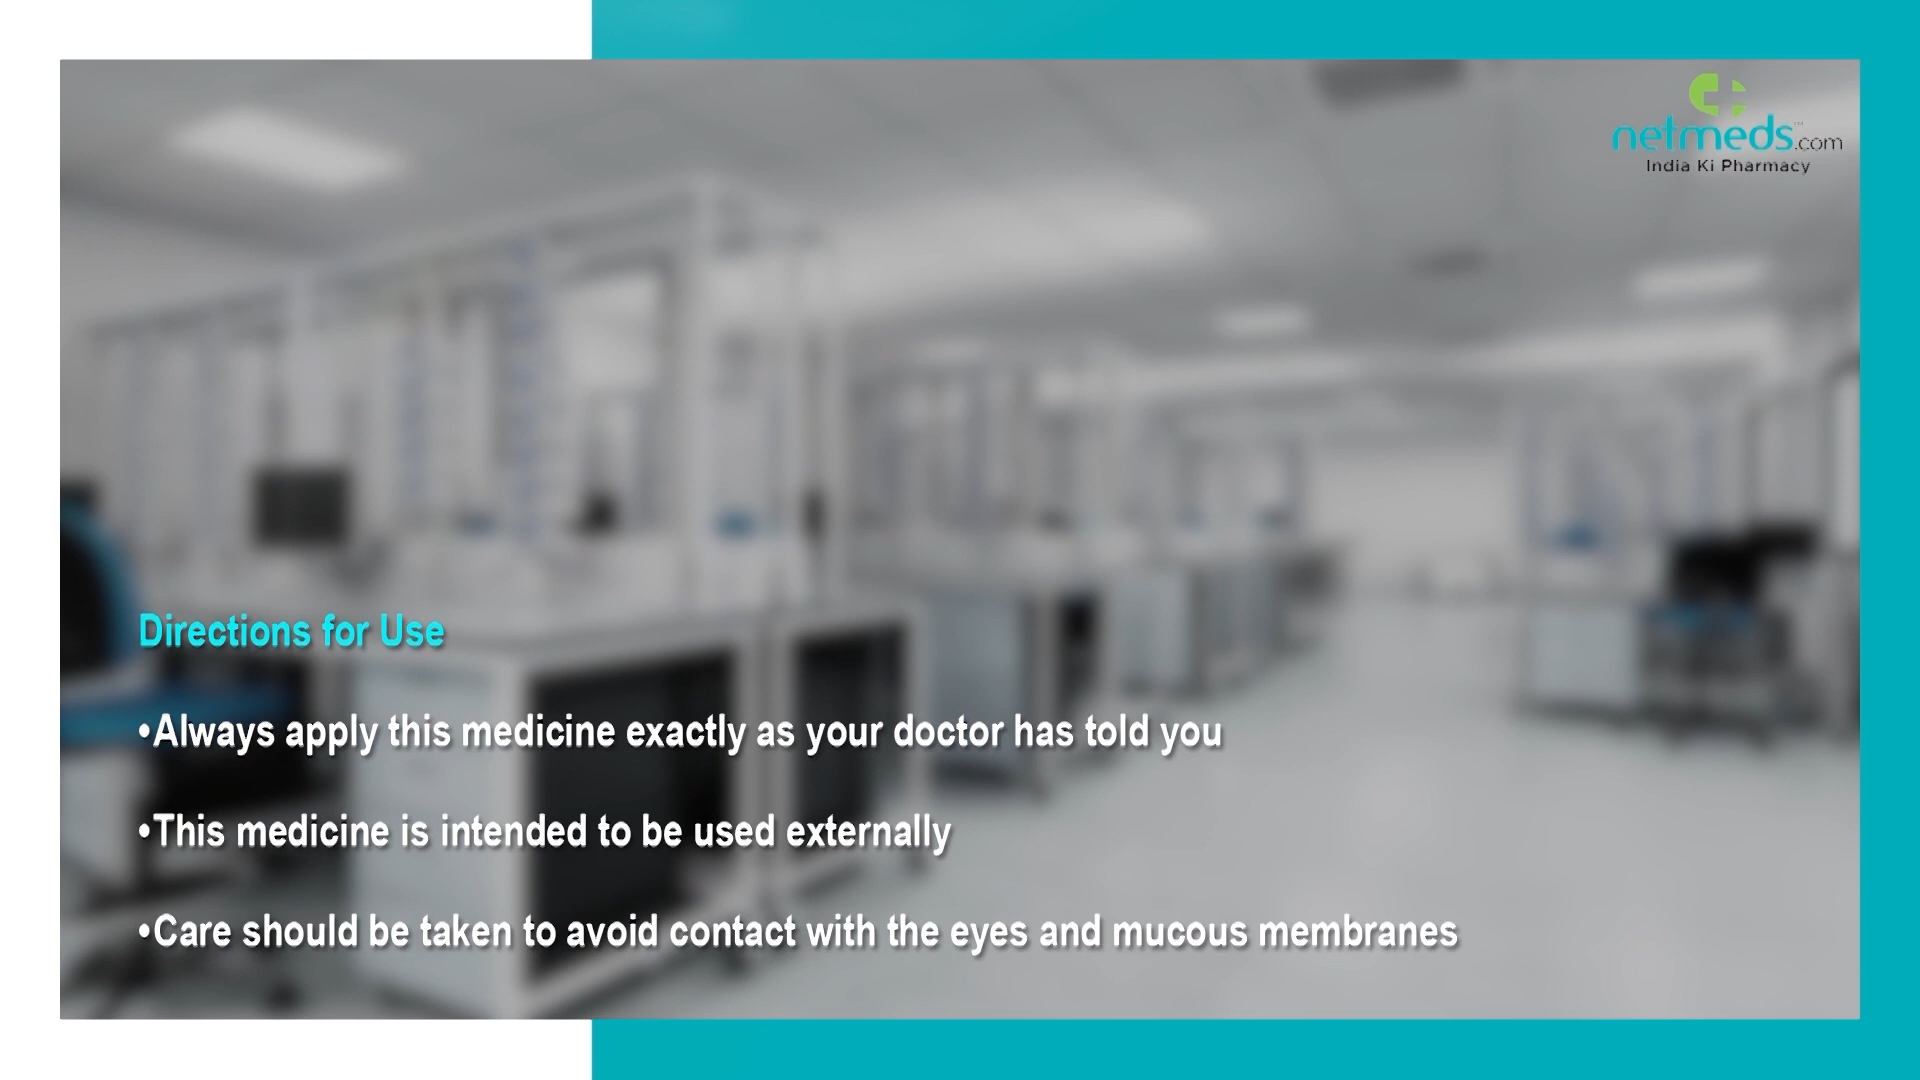 netmeds.com
India Ki Pharmacy
Directions for Use
•Always apply this medicine exactly as your doctor has told you
•This medicine is intended to be used externally
•Care should be taken to avoid contact with the eyes and mucous membranes